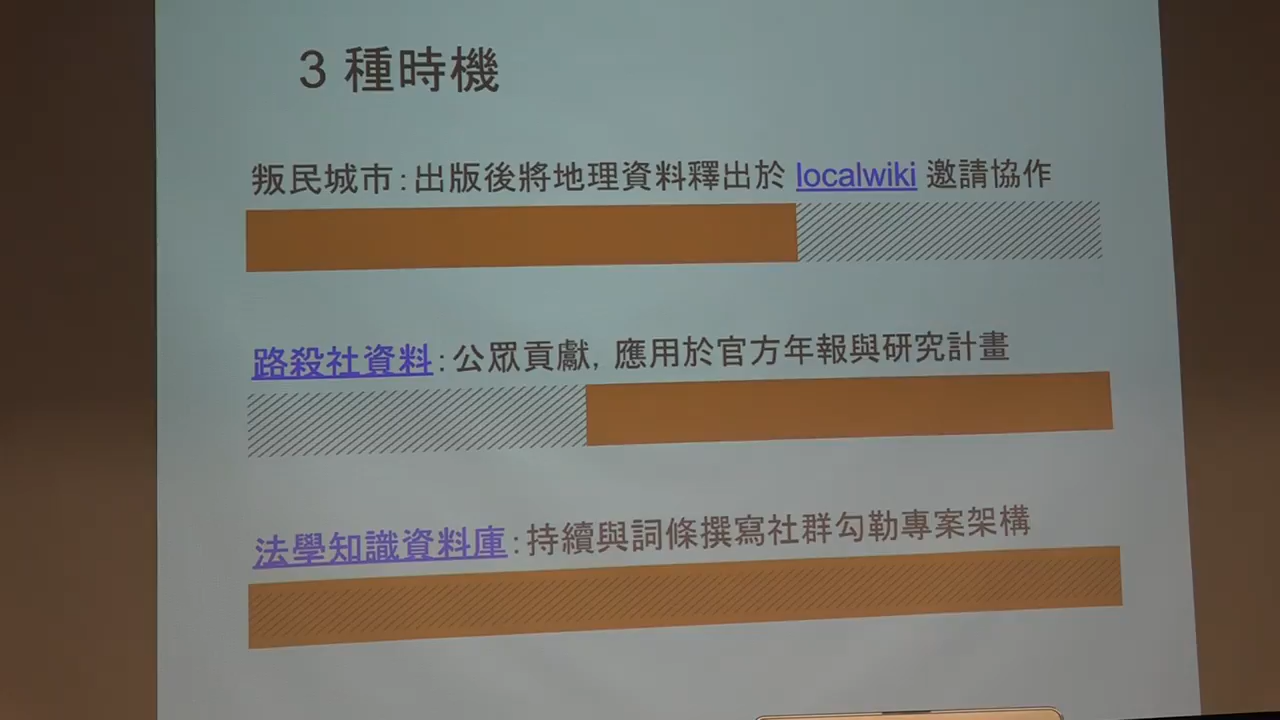 3 種時機
叛民城市：出版後將地理資料釋出於 localwiki 邀請協作
路殺社資料：公眾貢獻，應用於官方年報與研究計畫
法學知識資料庫：持續與詞條撰寫社群勾勒專案架構